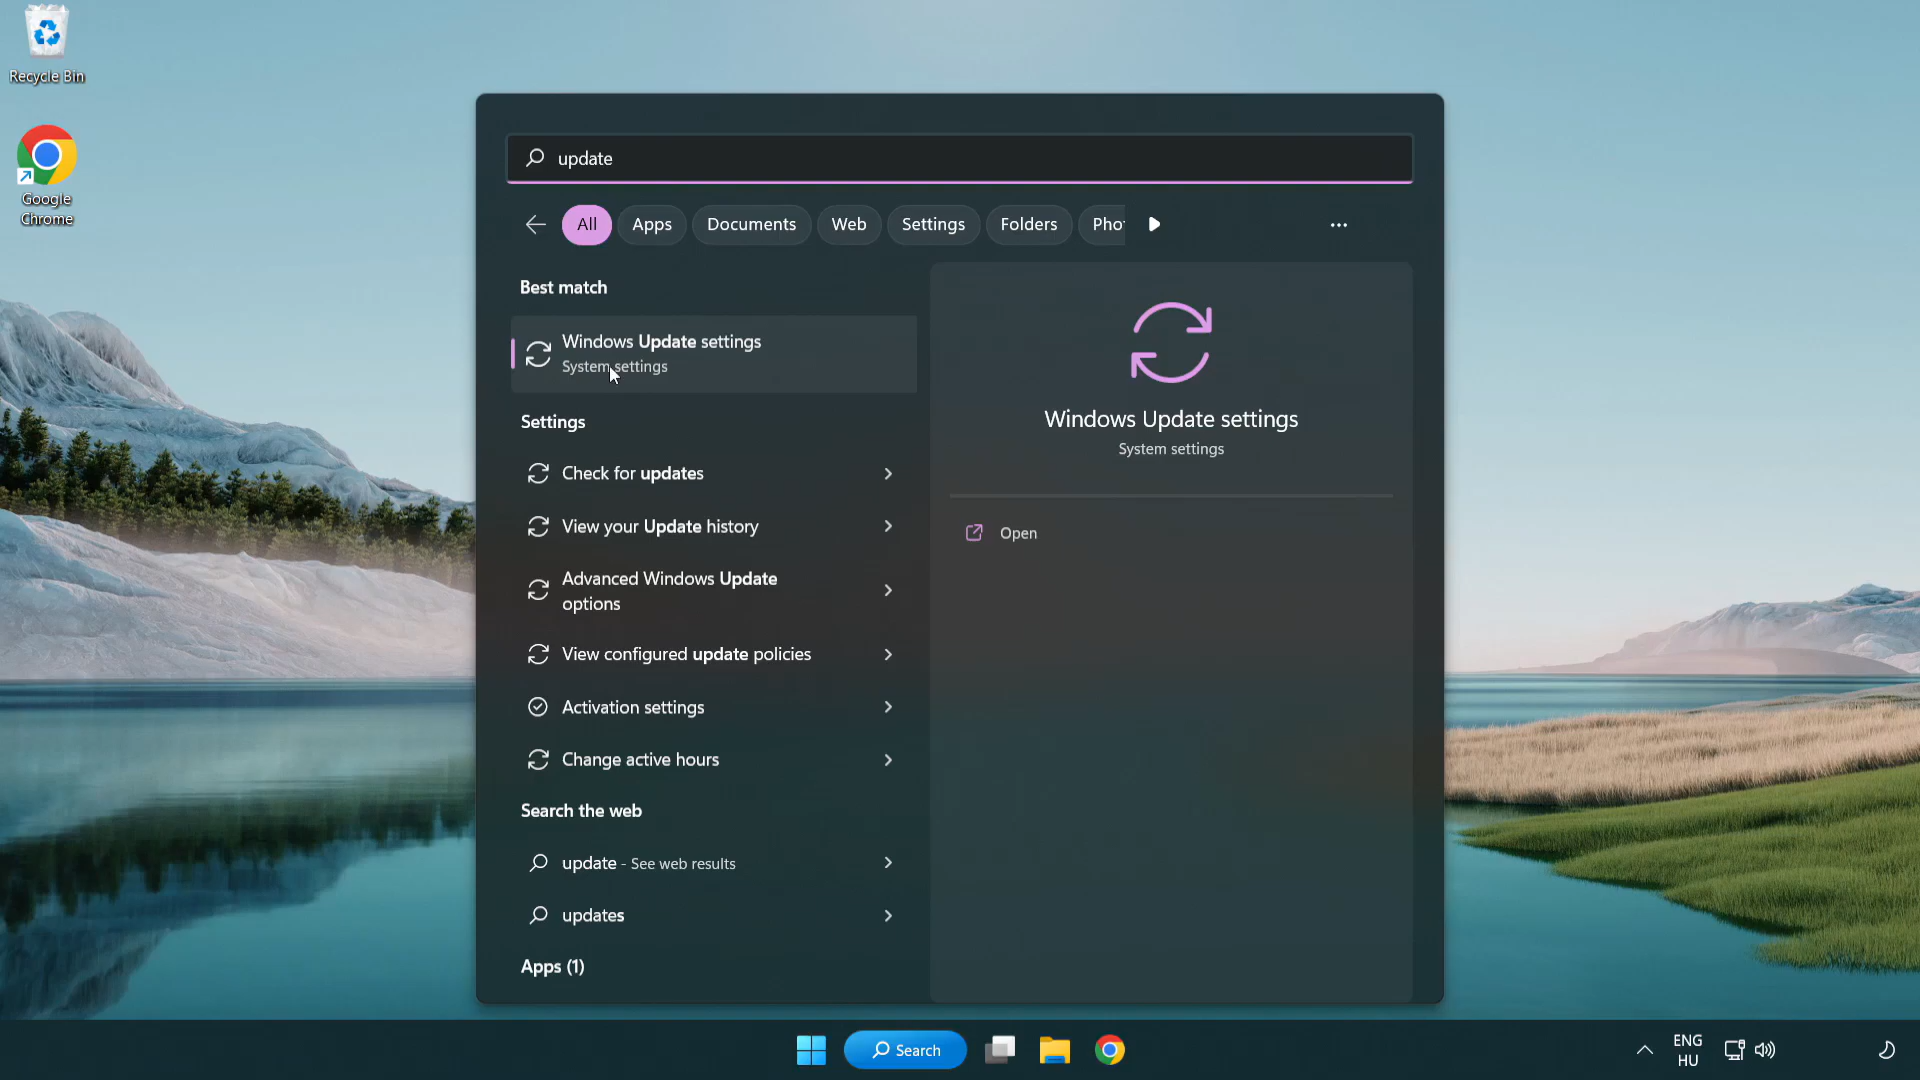 Recycle Bin
Google
Chrome
update
All
Apps
Documents
Web
Settings
Folders
Phot
Best match
Windows Update settings
System settings
Settings
Check for updates
View your Update history
Advanced Windows Update
options
View configured update policies
Activation settings
Change active hours
Search the web
update - See web results
updates
Apps (1)
Windows Update settings
System settings
Open
Search
ENG
HU